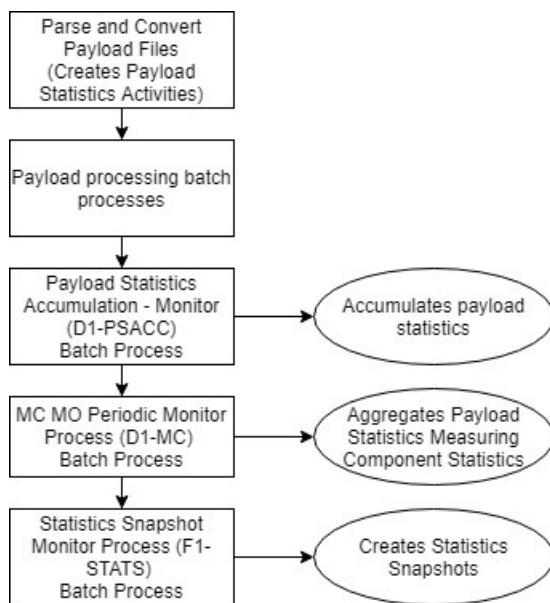 Parse and Convert
Payload Files
(Creates Payload
Statistics Activities)
Payload processing batch
processes
Payload Statistics
Accumulation - Monitor
(D1-PSACC)
Batch Process
Accumulates payload
statistics
MC MO Periodic Monitor
Process (D1-MC)
Batch Process
Aggregates Payload
Statistics Measuring
Component Statistics
Statistics Snapshot
Monitor Process (F1-
STATS)
Batch Process
Creates Statistics
Snapshots